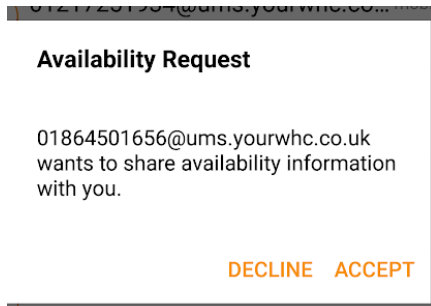 Availability Request
01864501656@ums.yourwhc.co.uk
wants to share availability information
with you.
DECLINE ACCEPT